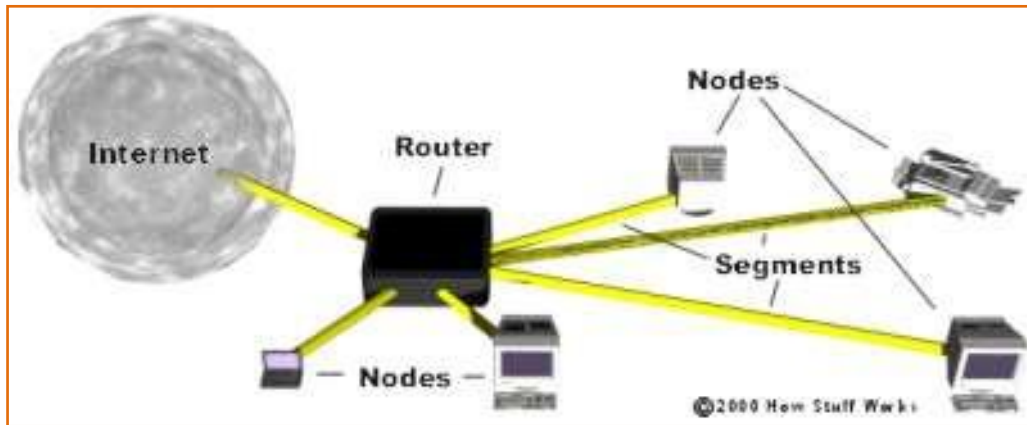 Nodes
Router
Internet
Segments
Nodes
©2000 How Stuff Works